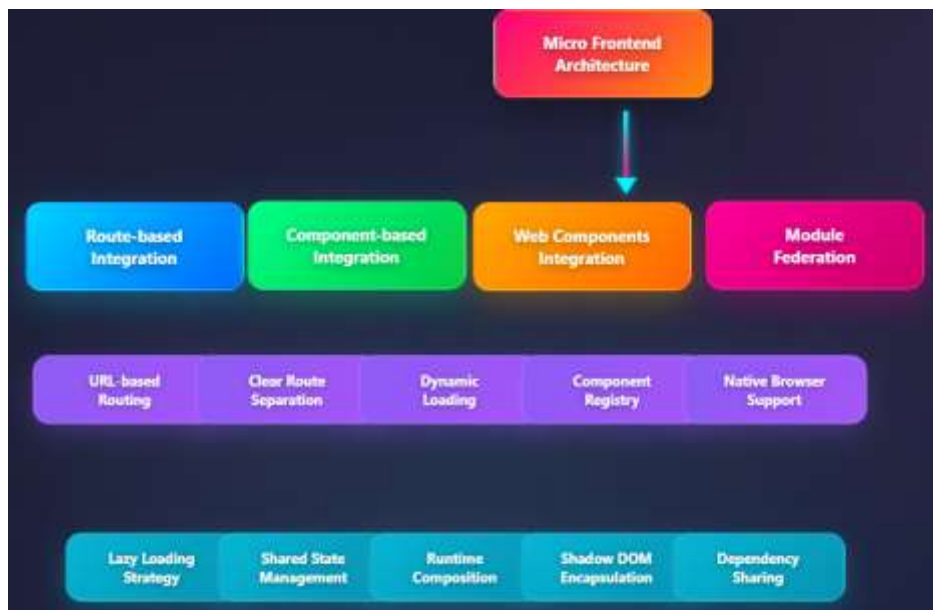 Micro Frontend
Architecture
Route-based
Integration
Component-based
Integration
Web Components
Integration
Module
Federation
URL-based
Routing
Clear Route
Separation
Dynamic
Loading
Component
Registry
Native Browser
Support
Lazy Loading
Strategy
Shared State
Management
Runtime
Composition
Shadow DOM
Encapsulation
Dependency
Sharing